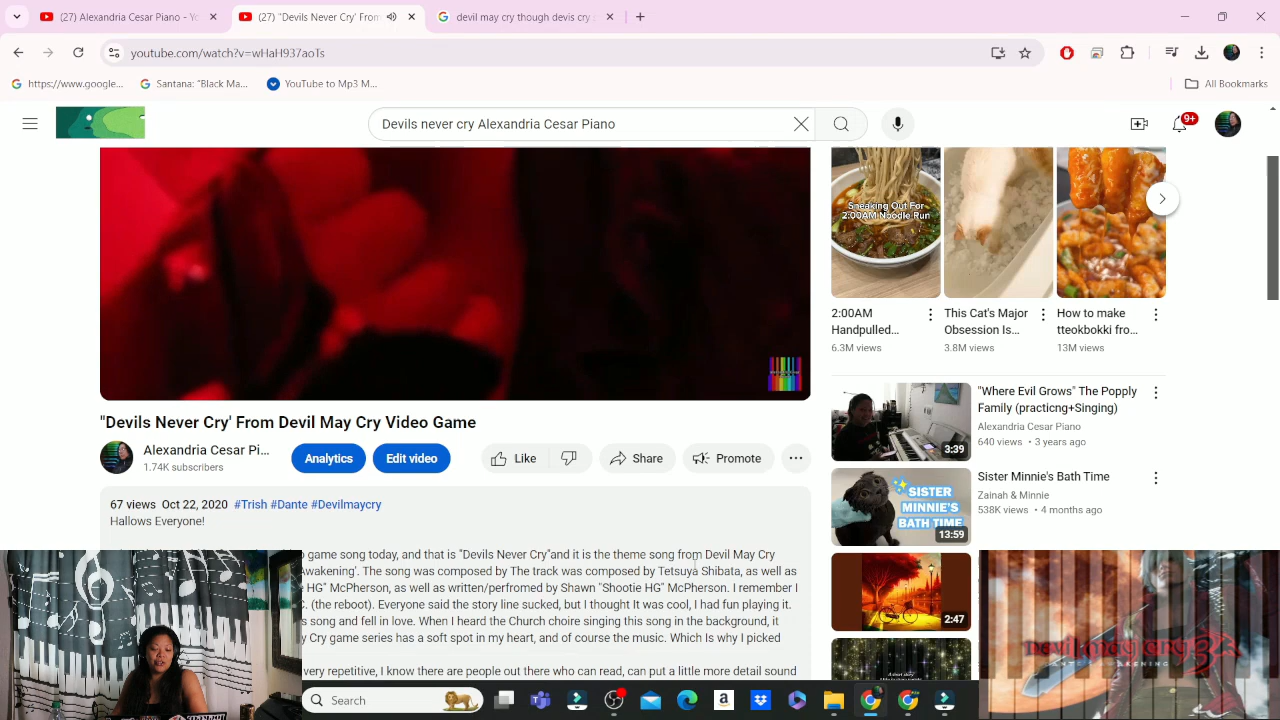 (27) Alexandria Cesar Piano - Y
(27) "Devils Never Cry' From
devil may cry though devis cry
youtube.com/watch?v=wHaH937aoTs
https://www.google...
Santana: "Black Ma...
YouTube to Mp3 M...
All Bookmarks
Devils never cry Alexandria Cesar Piano
9+
Sneaking Out For
2:00AM Noodle Run
2:00AM
Handpulled...
6.3M views
This Cat's Major
Obsession Is...
3.8M views
How to make
tteokbokki fro...
13M views
"Devils Never Cry' From Devil May Cry Video Game
Alexandria Cesar Pi...
1.74K subscribers
Analytics
Edit video
Like
Share
Promote
67 views Oct 22, 2020 #Trish #Dante #Devilmaycry
Hallows Everyone!
game song today, and that is "Devils Never Cry"and it is the theme song from Devil May Cry
wakening'. The song was composed by The track was composed by Tetsuya Shibata, as well as
HG" McPherson, as well as written/perfromed by Shawn "Shootie HG" McPherson. I remember I
(the reboot). Everyone said the story line sucked, but I thought It was cool, I had fun playing it.
song and fell in love. When I heard the Church choire singing this song in the background, it
Cry game series has a soft spot in my heart, and of course the music. Which Is why I picked
very repetitive. I know there are people out there who can read, can put a little more detail sound
"Where Evil Grows" The Popply
Family (practicng+Singing)
Alexandria Cesar Piano
640 views • 3 years ago
3:39
SISTER
MINNIE'S
BATH TIME
13:59
Sister Minnie's Bath Time
Zainah & Minnie
538K views • 4 months ago
2:47
Devil May Cry 3
Search